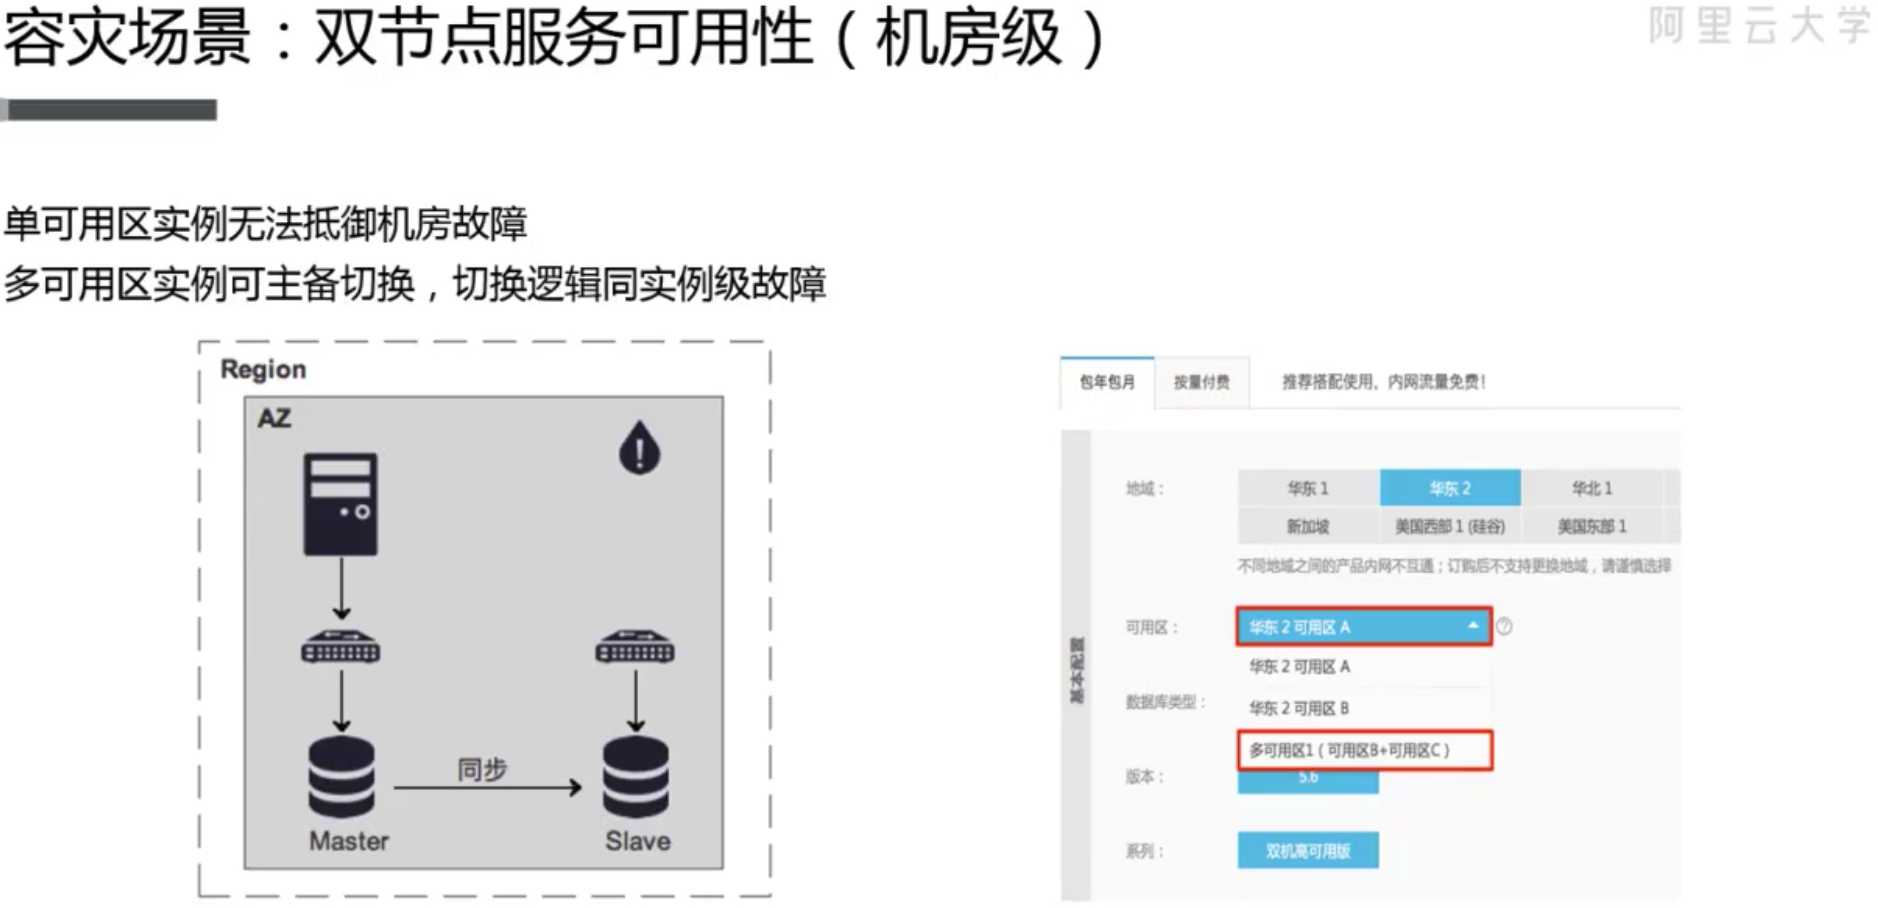 容灾场景：双节点服务可用性（机房级）
阿里云大学
单可用区实例无法抵御机房故障
多可用区实例可主备切换，切换逻辑同实例级故障
Region
AZ
同步
Master
Slave
包年包月 按量付费 推荐搭配使用，内网流量免费！
基本配置
地域： 华东 1 华东 2 华北 1
新加坡 美国西部 1 (硅谷) 美国东部 1
不同地域之间的产品内网不互通；订购后不支持更换地域，请谨慎选择
可用区： 华东 2 可用区 A ?
华东 2 可用区 A
数据库类型： 华东 2 可用区 B
多可用区1（可用区B+可用区C）
版本： 5.6
系列： 双机高可用版